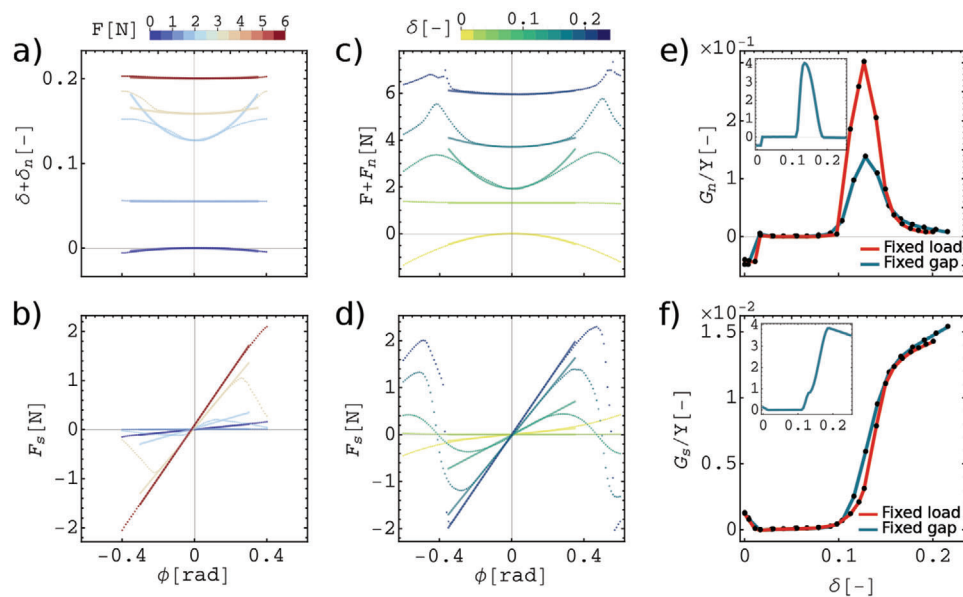 F[N] 0 1 2 3 4 5 6
a)
δ+δn[-]
0.2
0.1
0
b)
Fs[N]
2
1
0
-1
-2
-0.4 0 0.4
ϕ[rad]
δ[-] 0 0.1 0.2
c)
F+Fn[N]
6
4
2
0
d)
Fs[N]
2
1
0
-1
-2
-0.4 0 0.4
ϕ[rad]
e)
×10⁻¹
Gn/Y[-]
2
1
0
4
3
2
1
0
0 0.1 0.2
Fixed load
Fixed gap
f)
×10⁻²
Gs/Y[-]
1.5
1
0.5
0
4
3
2
1
0
0 0.1 0.2
Fixed load
Fixed gap
0 0.1 0.2
δ[-]